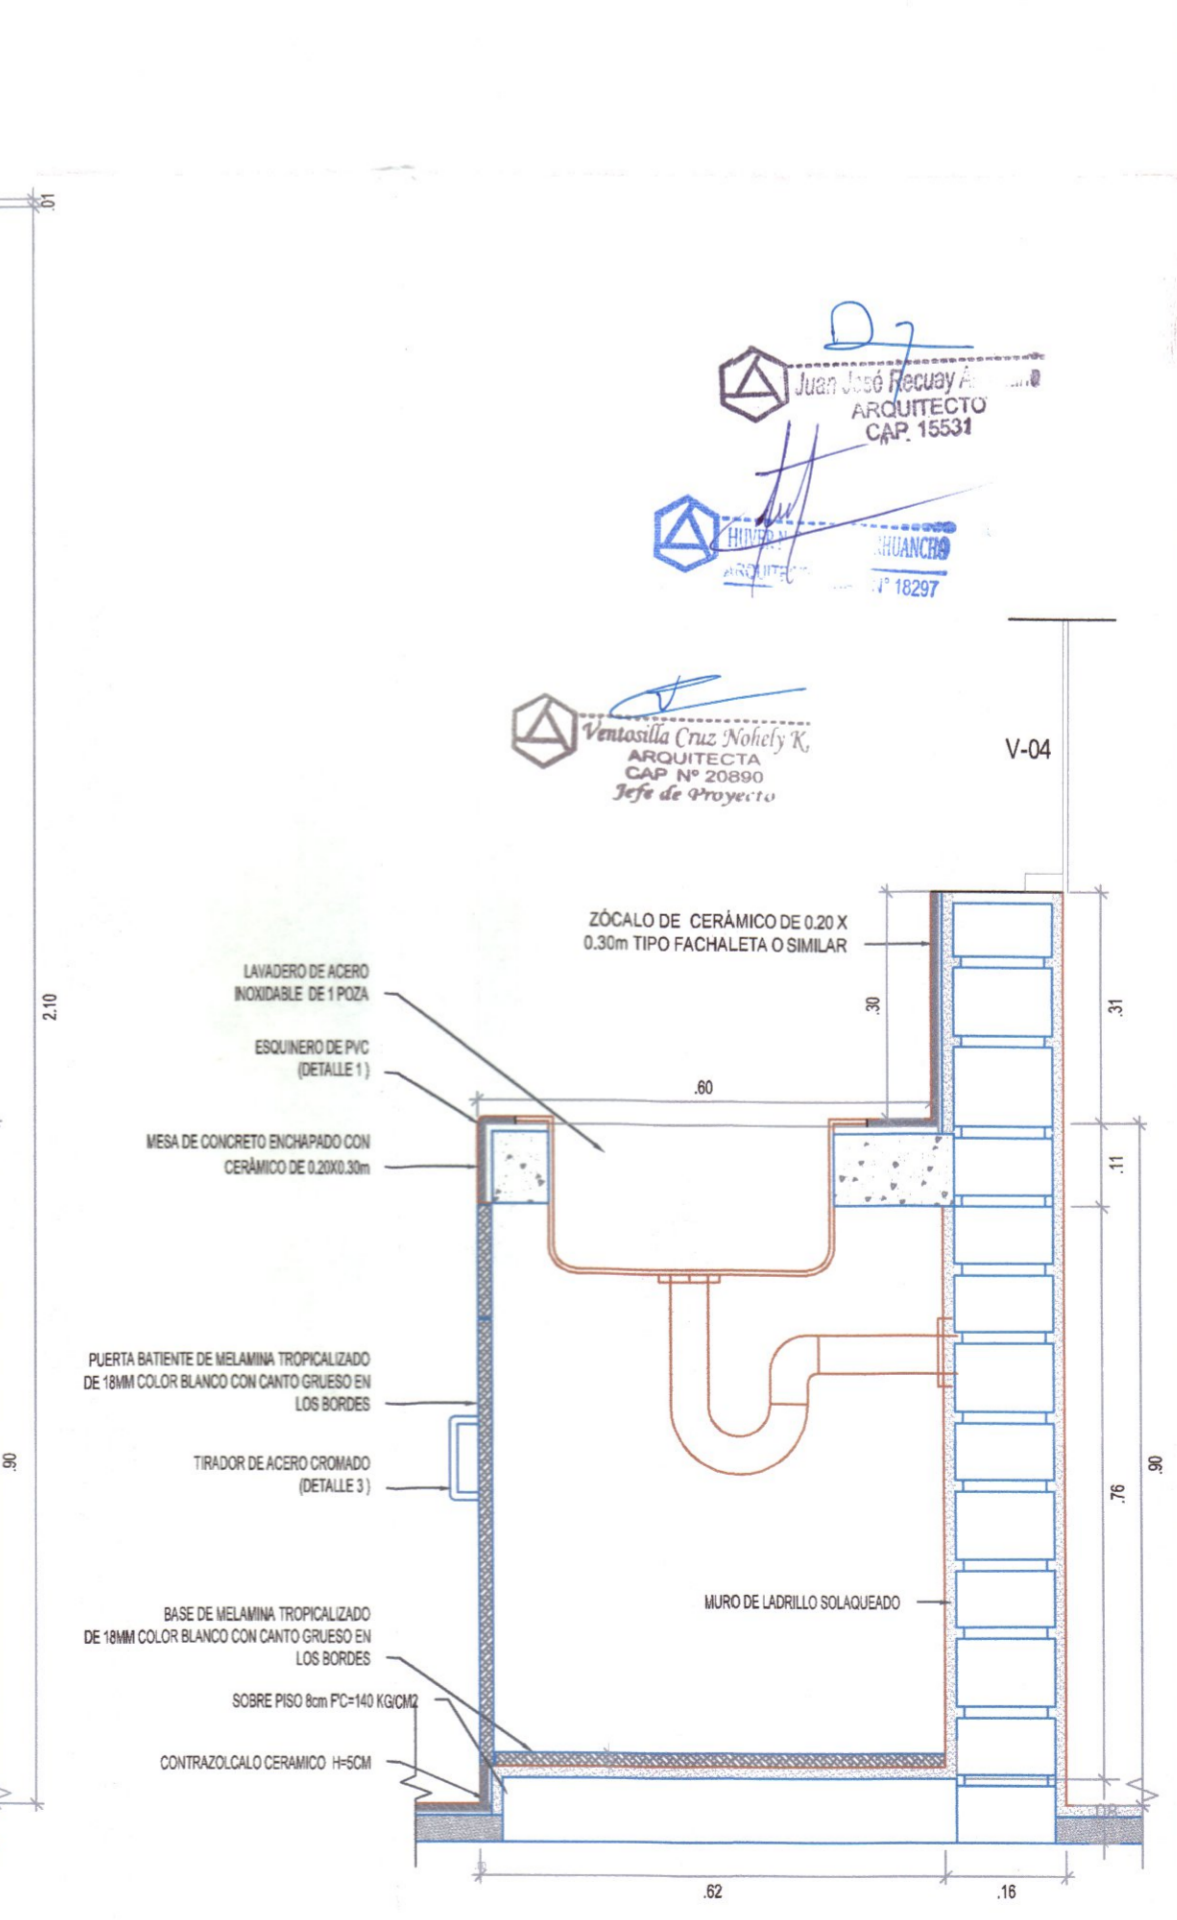 .01
Juan José Recuay
ARQUITECTO
CAP. 15531
HUVER N
ARQUITECTO
N° 18297
V-04
Ventosilla Cruz Nohely K.
ARQUITECTA
CAP Nº 20890
Jefe de Proyecto
ZÓCALO DE CERÁMICO DE 0.20 X
0.30m TIPO FACHALETA O SIMILAR
LAVADERO DE ACERO
INOXIDABLE DE 1 POZA
2.10
.30
.31
ESQUINERO DE PVC
(DETALLE 1 )
.60
MESA DE CONCRETO ENCHAPADO CON
CERÁMICO DE 0.20X0.30m
.11
PUERTA BATIENTE DE MELAMINA TROPICALIZADO
DE 18MM COLOR BLANCO CON CANTO GRUESO EN
LOS BORDES
TIRADOR DE ACERO CROMADO
(DETALLE 3 )
.90
.76
.90
BASE DE MELAMINA TROPICALIZADO
DE 18MM COLOR BLANCO CON CANTO GRUESO EN
LOS BORDES
MURO DE LADRILLO SOLAQUEADO
SOBRE PISO 8cm F'C=140 KG/CM2
CONTRAZOLCALO CERAMICO H=5CM
.08
.62
.16